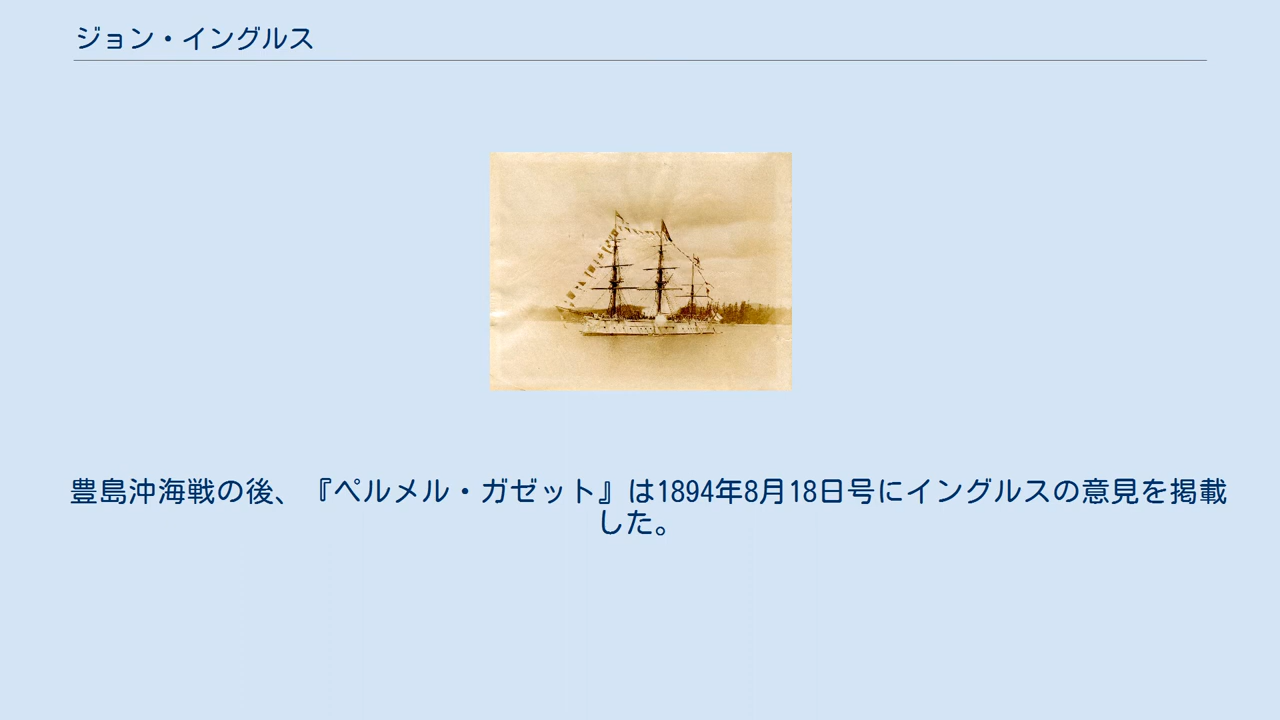 ジョン・イングルス
豊島沖海戦の後、『ペルメル・ガゼット』は1894年8月18日号にイングルスの意見を掲載
した。